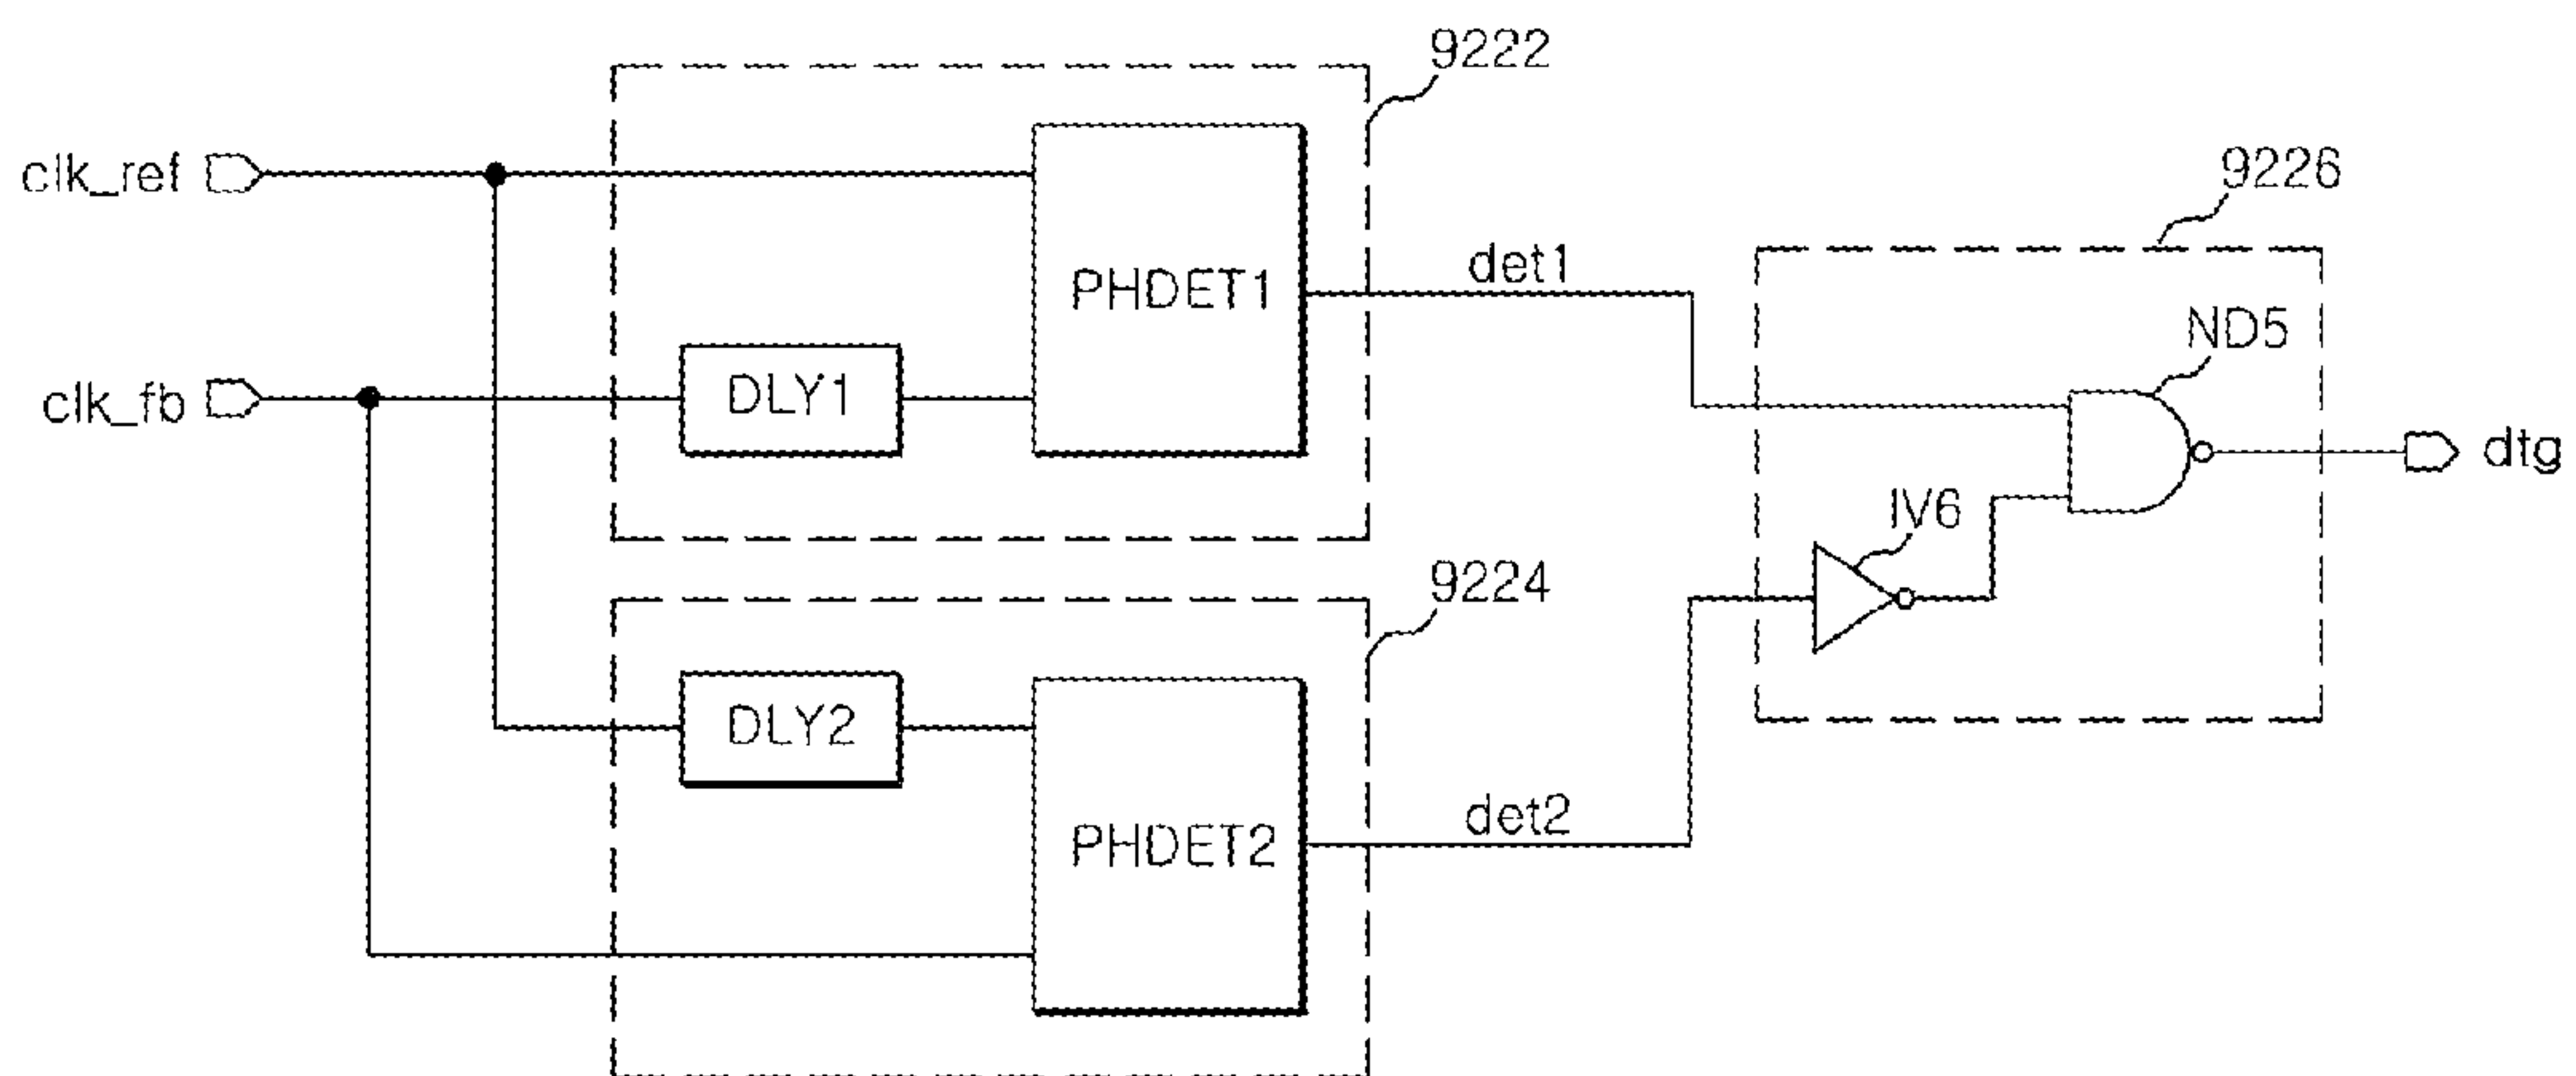 9222
clk_ref
PHDET1
9226
det1
ND5
clk_fb
DLY1
dtg
IV6
9224
DLY2
PHDET2
det2